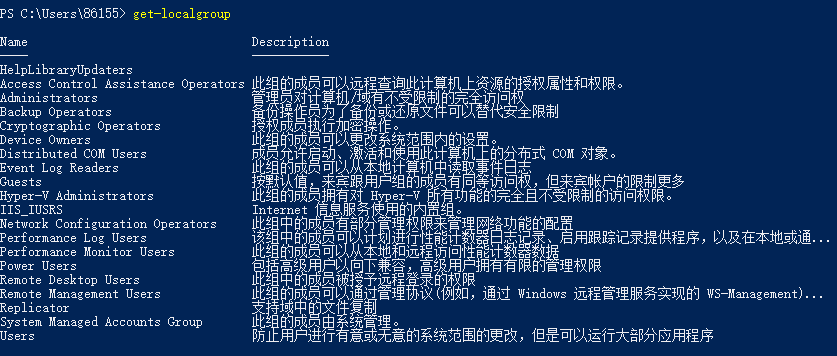 PS C:\Users\86155> get-localgroup
Name Description
HelpLibraryUpdaters
Access Control Assistance Operators 此组的成员可以远程查询此计算机上资源的授权属性和权限。
Administrators 管理员对计算机/域有不受限制的完全访问权
Backup Operators 备份操作员为了备份或还原文件可以替代安全限制
Cryptographic Operators 授权成员执行加密操作。
Device Owners 此组的成员可以更改系统范围内的设置。
Distributed COM Users 成员允许启动、激活和使用此计算机上的分布式 COM 对象。
Event Log Readers 此组的成员可以从本地计算机中读取事件日志
Guests 按默认值，来宾跟用户组的成员有同等访问权，但来宾帐户的限制更多
Hyper-V Administrators 此组的成员拥有对 Hyper-V 所有功能的完全且不受限制的访问权限。
IIS_IUSRS Internet 信息服务使用的内置组。
Network Configuration Operators 此组中的成员有部分管理权限来管理网络功能的配置
Performance Log Users 该组中的成员可以计划进行性能计数器日志记录、启用跟踪记录提供程序，以及在本地或通...
Performance Monitor Users 此组的成员可以从本地和远程访问性能计数器数据
Power Users 包括高级用户以向下兼容，高级用户拥有有限的管理权限
Remote Desktop Users 此组中的成员被授予远程登录的权限
Remote Management Users 此组的成员可以通过管理协议(例如，通过 Windows 远程管理服务实现的 WS-Management)...
Replicator 支持域中的文件复制
System Managed Accounts Group 此组的成员由系统管理。
Users 防止用户进行有意或无意的系统范围的更改，但是可以运行大部分应用程序